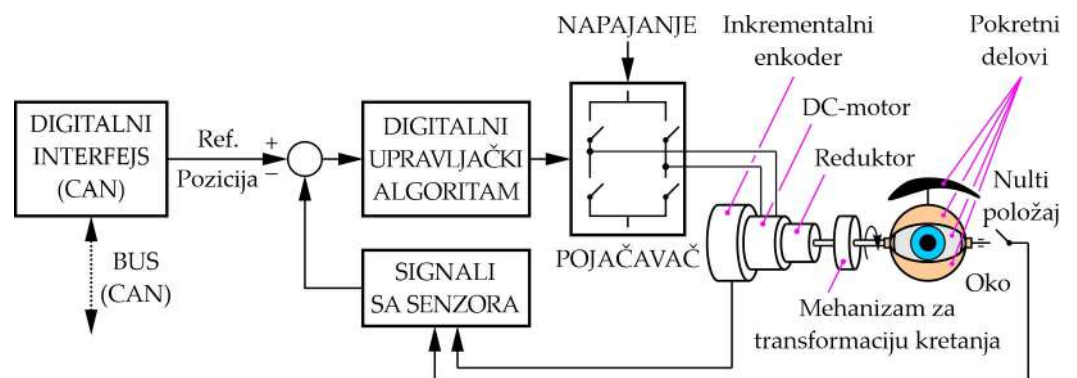 NAPAJANJE
Inkrementalni
enkoder
Pokretni
delovi
DC-motor
Reduktor
DIGITALNI
INTERFEJS
(CAN)
Ref.
Pozicija
+
−
DIGITALNI
UPRAVLJAČKI
ALGORITAM
POJAČAVAČ
Nulti
položaj
Oko
BUS
(CAN)
SIGNALI
SA SENZORA
Mehanizam za
transformaciju kretanja